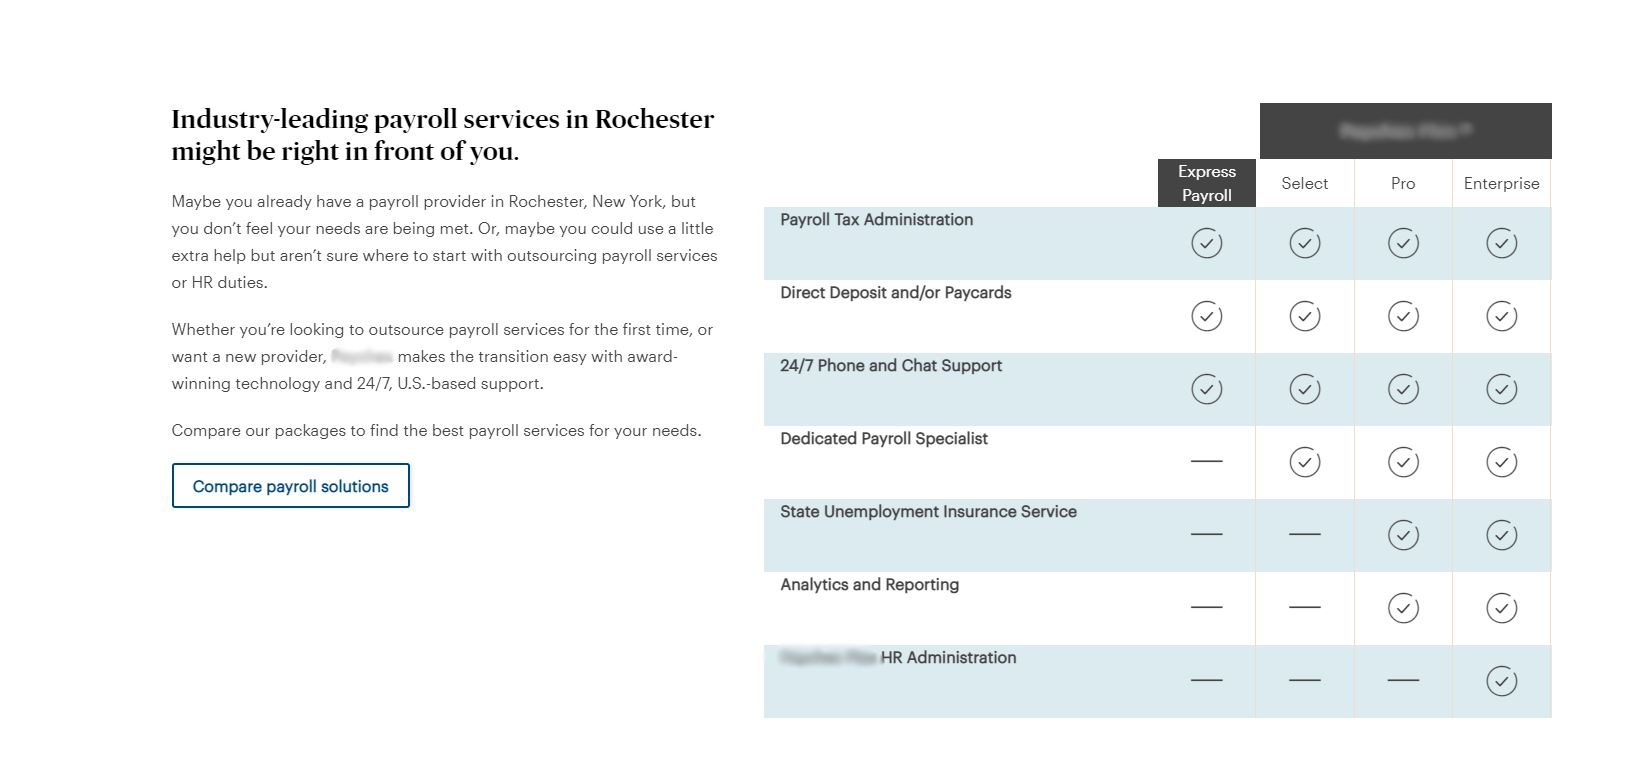 Industry-leading payroll services in Rochester
might be right in front of you.
Maybe you already have a payroll provider in Rochester, New York, but
you don’t feel your needs are being met. Or, maybe you could use a little
extra help but aren’t sure where to start with outsourcing payroll services
or HR duties.
Whether you’re looking to outsource payroll services for the first time, or
want a new provider, makes the transition easy with award-
winning technology and 24/7, U.S.-based support.
Compare our packages to find the best payroll services for your needs.
Compare payroll solutions
Express
Payroll
Select Pro Enterprise
Payroll Tax Administration
Direct Deposit and/or Paycards
24/7 Phone and Chat Support
Dedicated Payroll Specialist
State Unemployment Insurance Service
Analytics and Reporting
HR Administration